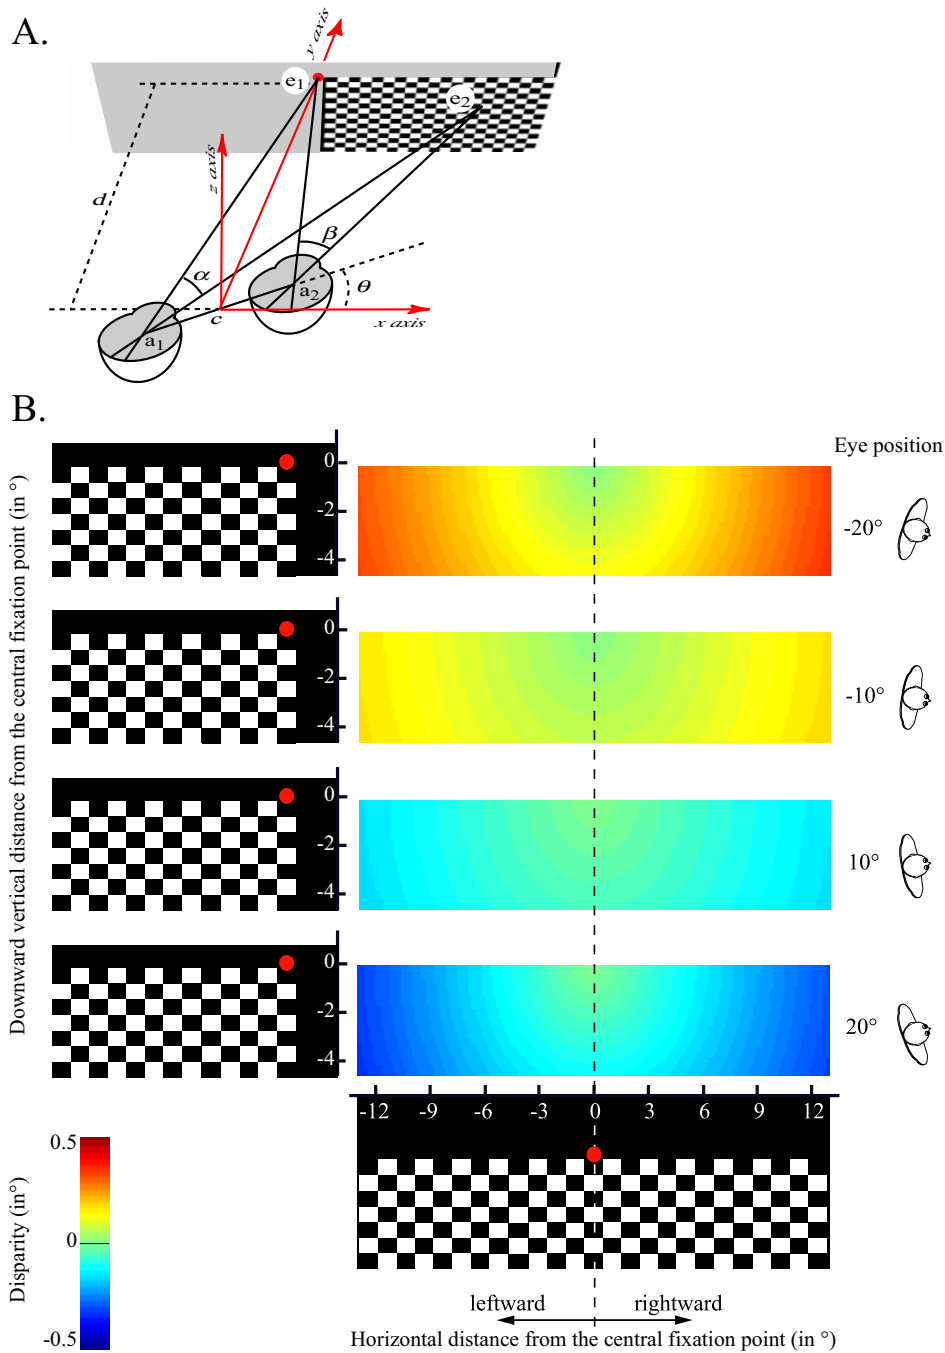 A.
y axis
e1
e2
z axis
d
β
α
a2
θ
c
x axis
a1
B.
Eye position
Downward vertical distance from the central fixation point (in °)
0
-2
-4
-20°
0
-2
-4
-10°
0
-2
-4
10°
0
-2
-4
20°
-12 -9 -6 -3 0 3 6 9 12
Disparity (in°)
0.5
0
-0.5
leftward rightward
Horizontal distance from the central fixation point (in °)